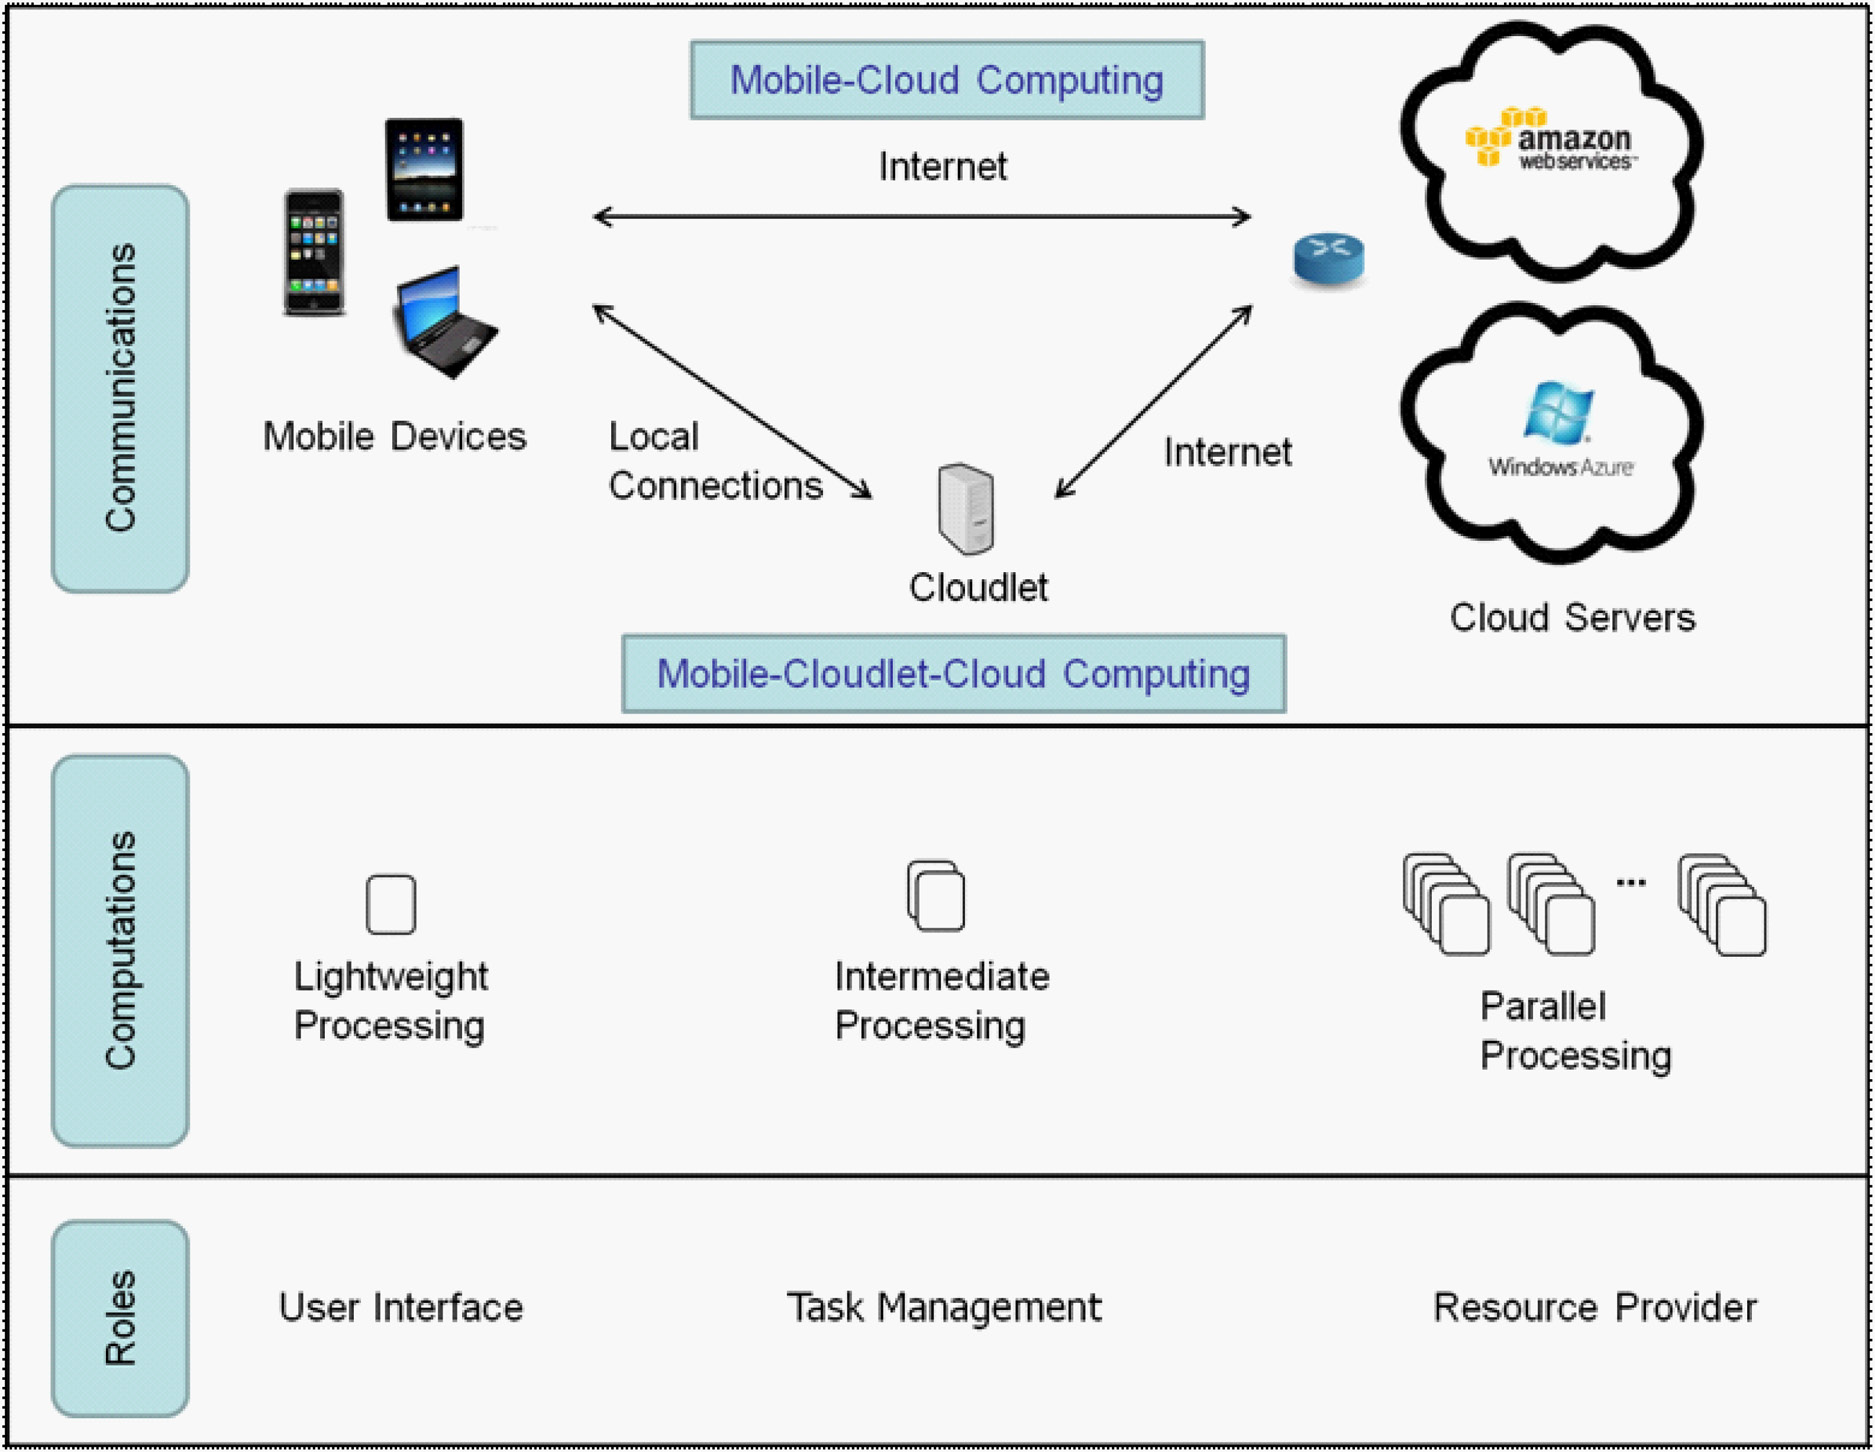 Mobile-Cloud Computing
Internet
amazon
webservices™
Communications
Mobile Devices
Local
Connections
Internet
Windows Azure
Cloudlet
Cloud Servers
Mobile-Cloudlet-Cloud Computing
Computations
Lightweight
Processing
Intermediate
Processing
...
Parallel
Processing
Roles
User Interface
Task Management
Resource Provider